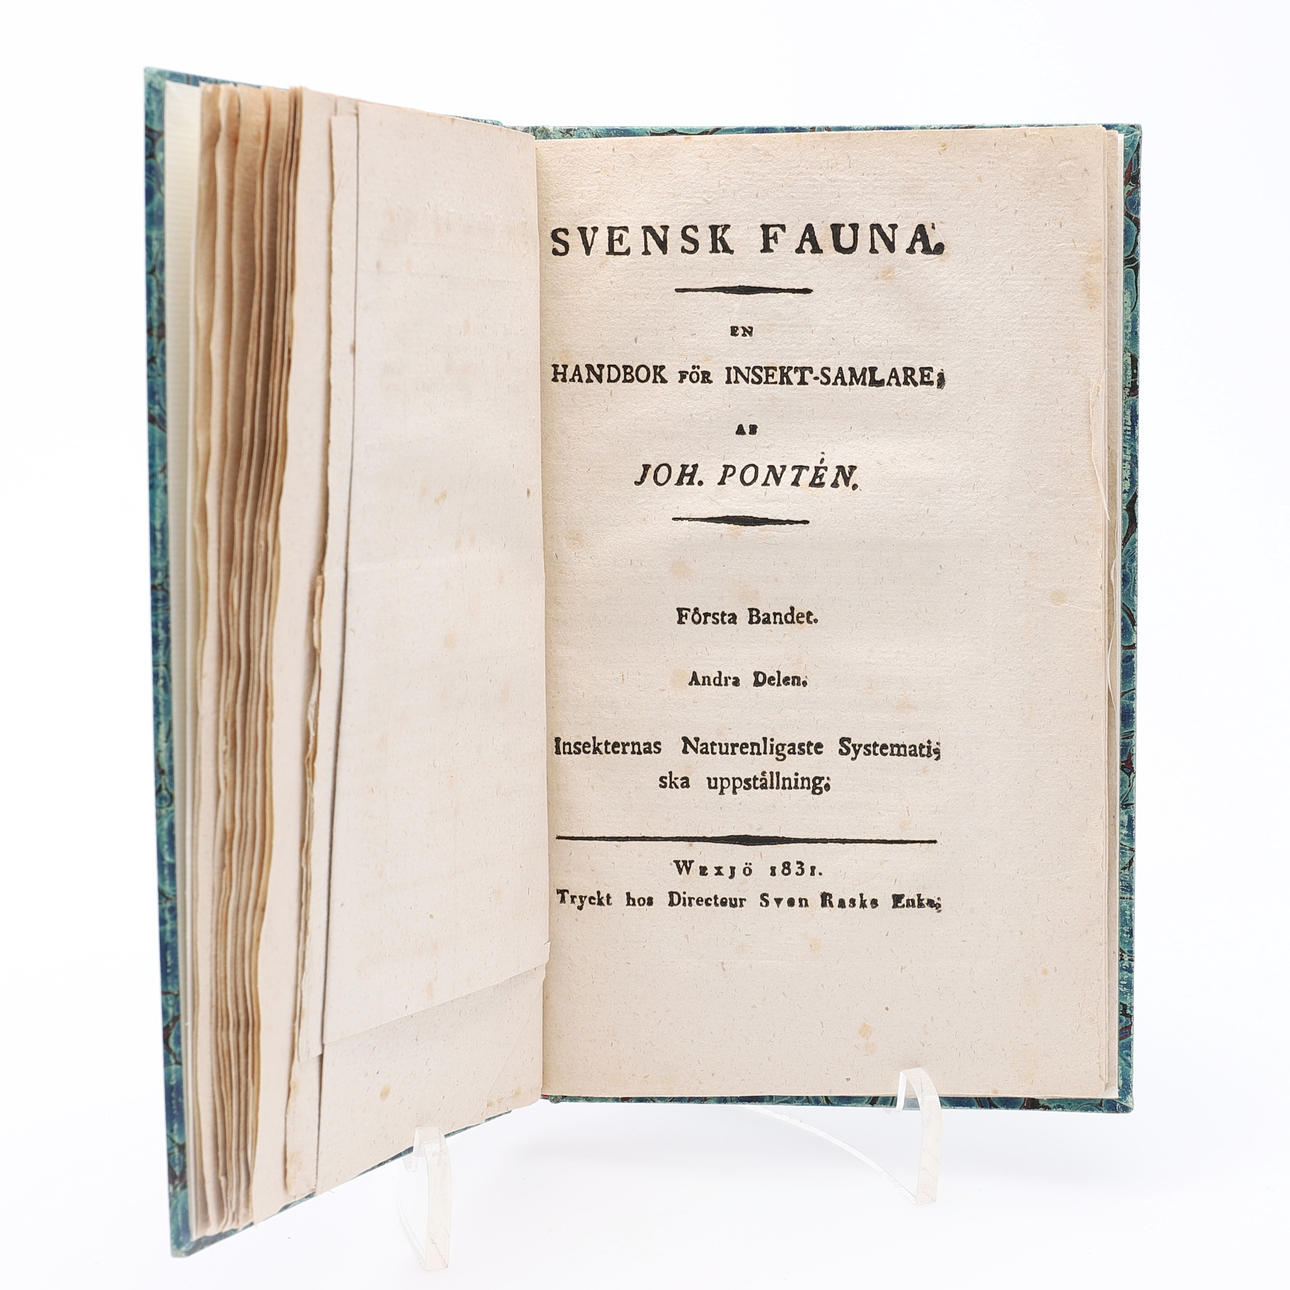 SVENSK FAUNA.
EN
HANDBOK FÖR INSEKT-SAMLARE;
AF
JOH. PONTÉN.
Första Bandet.
Andra Delen.
Insekternas Naturenligaste Systemati-
ska uppställning;
WEXJÖ 1831.
Tryckt hos Directeur Sven Rasks Enka;